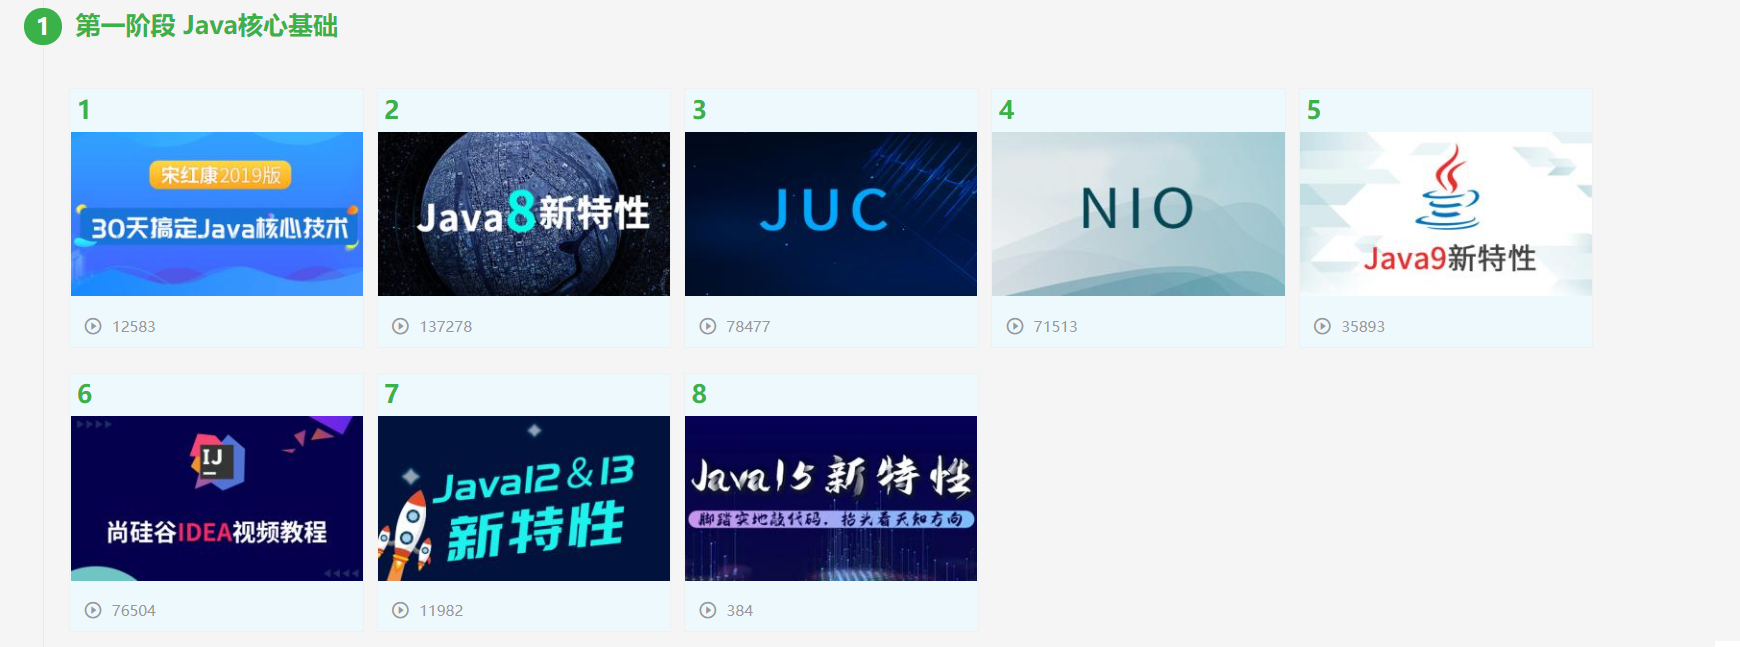 1 第一阶段 Java核心基础
1
宋红康2019版
30天搞定Java核心技术
12583
2
Java8新特性
137278
3
JUC
78477
4
NIO
71513
5
Java9新特性
35893
6
IJ
尚硅谷IDEA视频教程
76504
7
Java12&13
新特性
11982
8
Java15新特性
脚踏实地敲代码，抬头看天知方向
384